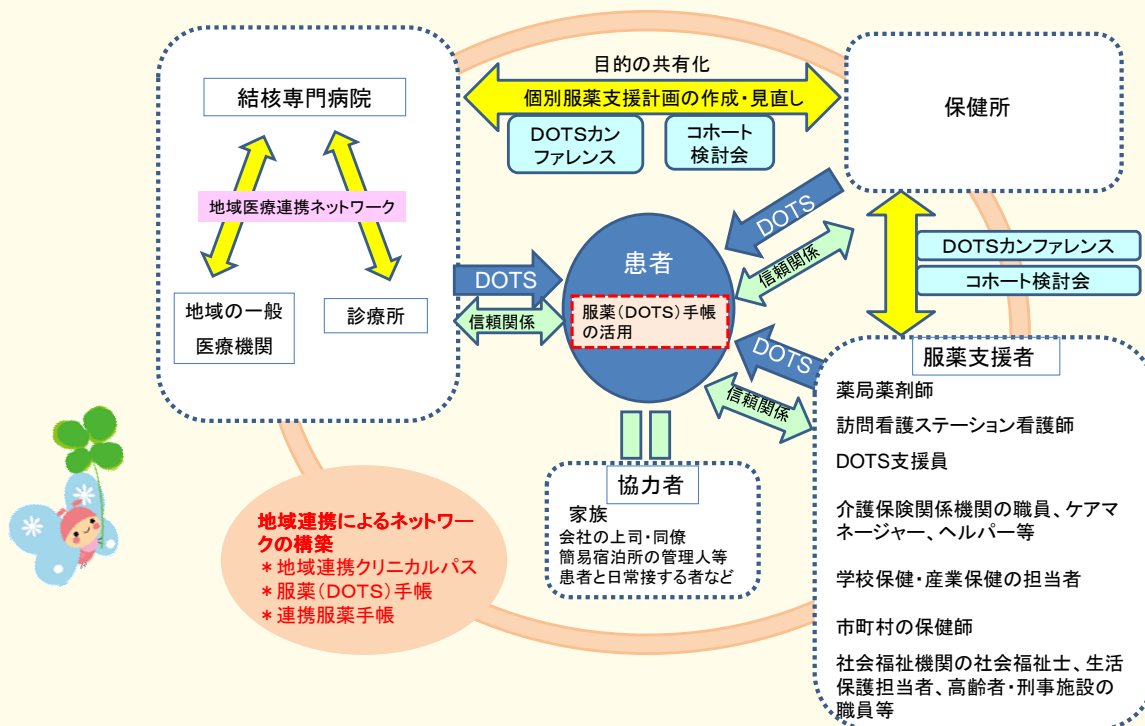 結核専門病院
地域医療連携ネットワーク
地域の一般
医療機関
診療所
目的の共有化
個別服薬支援計画の作成・見直し
DOTSカン
ファレンス
コホート
検討会
保健所
DOTS
信頼関係
DOTS
信頼関係
患者
服薬(DOTS)手帳
の活用
DOTSカンファレンス
コホート検討会
DOTS
信頼関係
服薬支援者
薬局薬剤師
訪問看護ステーション看護師
DOTS支援員
介護保険関係機関の職員、ケアマ
ネージャー、ヘルパー等
学校保健・産業保健の担当者
市町村の保健師
社会福祉機関の社会福祉士、生活
保護担当者、高齢者・刑事施設の
職員等
協力者
家族
会社の上司・同僚
簡易宿泊所の管理人等
患者と日常接する者など
地域連携によるネットワー
クの構築
＊地域連携クリニカルパス
＊服薬(DOTS)手帳
＊連携服薬手帳